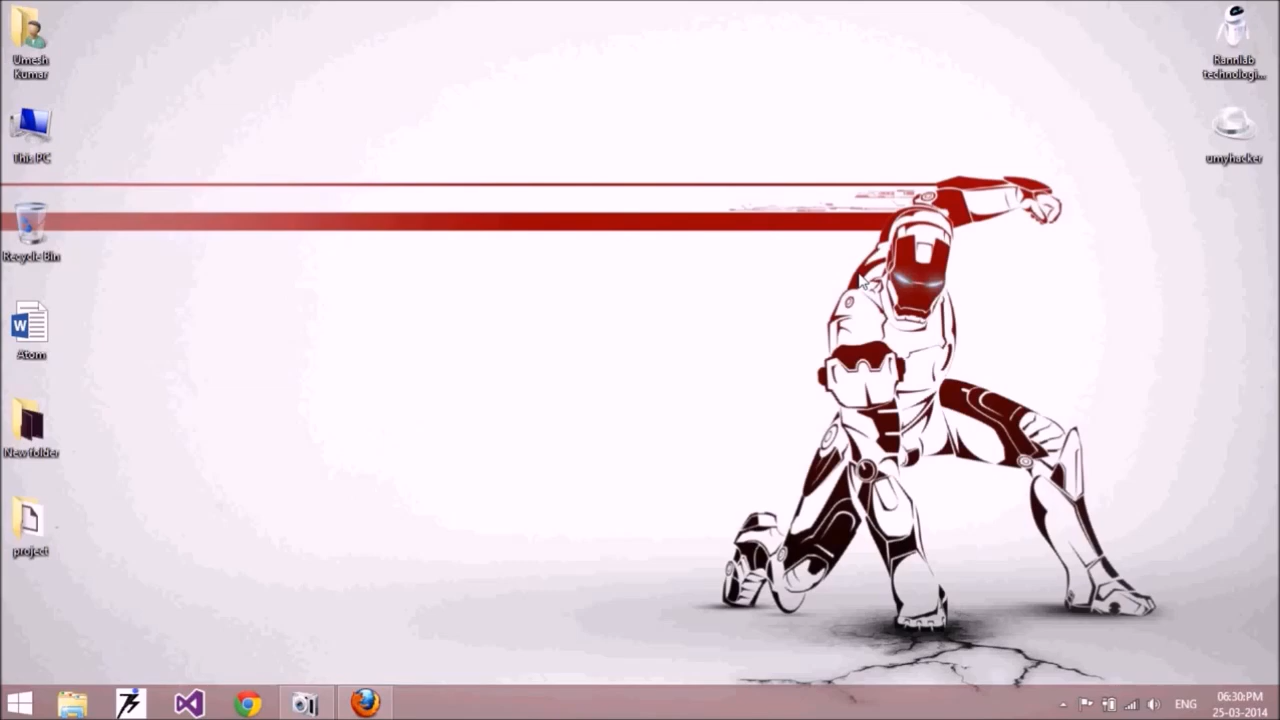 Umesh
Kumar
This PC
Recycle Bin
Atom
New folder
project
Rannlab
technologi...
umyhacker
W
ENG
06:30:PM
25-03-2014